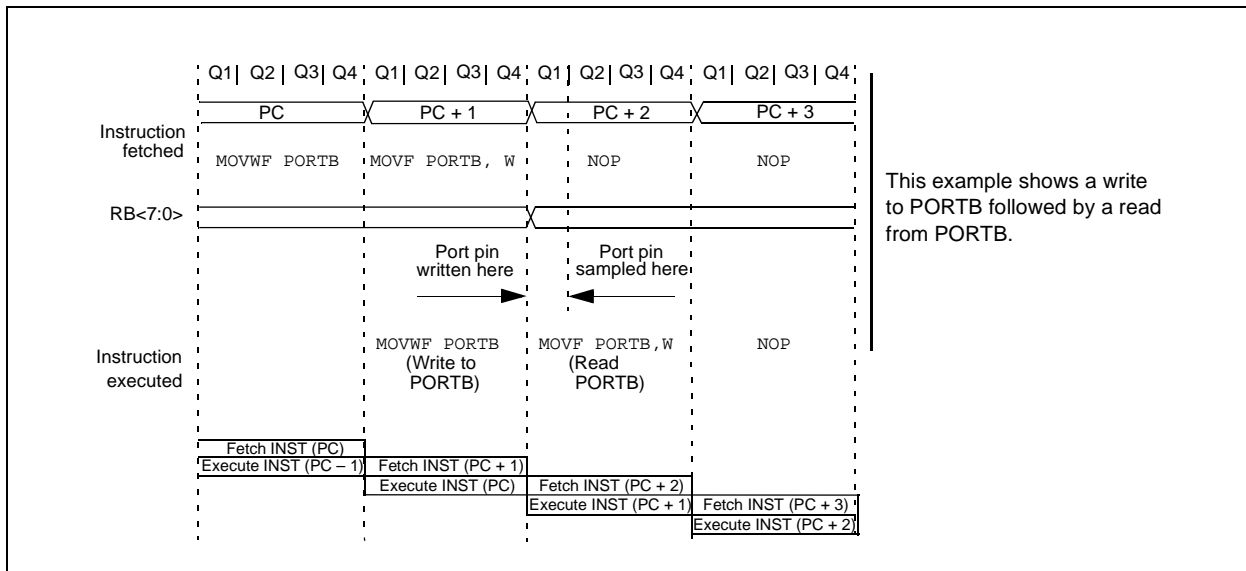 Q1| Q2 | Q3| Q4 Q1| Q2 | Q3| Q4 Q1| Q2 | Q3| Q4 Q1| Q2 | Q3| Q4
PC PC + 1 PC + 2 PC + 3
Instruction
fetched
MOVWF PORTB MOVF PORTB, W NOP NOP
This example shows a write
to PORTB followed by a read
from PORTB.
RB<7:0>
Port pin
written here
Port pin
sampled here
Instruction
executed
MOVWF PORTB
(Write to
PORTB)
MOVF PORTB,W
(Read
PORTB)
NOP
Fetch INST (PC)
Execute INST (PC – 1) Fetch INST (PC + 1)
Execute INST (PC) Fetch INST (PC + 2)
Execute INST (PC + 1) Fetch INST (PC + 3)
Execute INST (PC + 2)